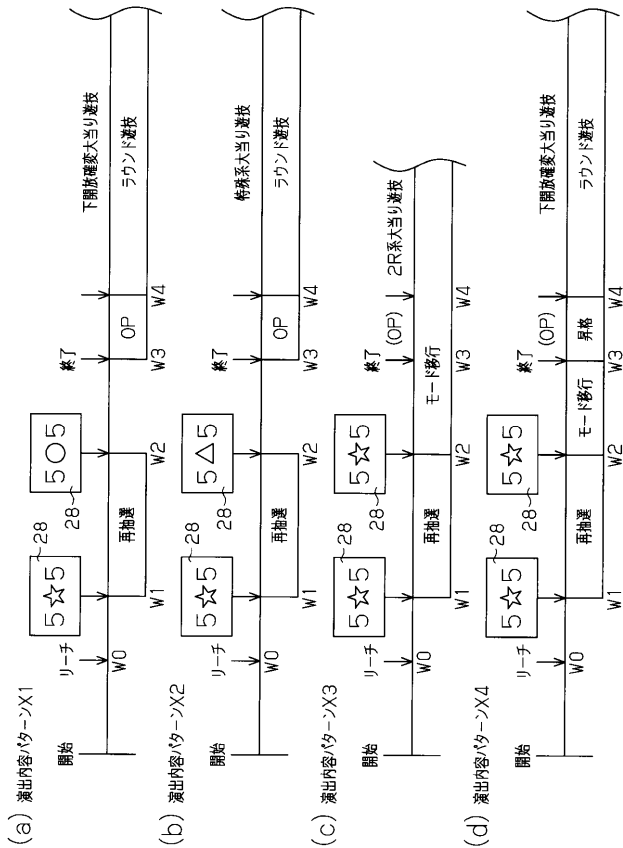 (a) 演出内容パターンX1
開始
リーチ
28
5☆5
5○5
28
再抽選
終了
OP
下開放確変大当り遊技
ラウンド遊技
W0
W1
W2
W3
W4
(b) 演出内容パターンX2
開始
リーチ
28
5☆5
5△5
28
再抽選
終了
OP
特殊系大当り遊技
ラウンド遊技
W0
W1
W2
W3
W4
(c) 演出内容パターンX3
開始
リーチ
28
5☆5
5☆5
28
再抽選
モード移行
終了
(OP)
2R系大当り遊技
W0
W1
W2
W3
W4
(d) 演出内容パターンX4
開始
リーチ
28
5☆5
5☆5
28
再抽選
モード移行
終了
(OP)
昇格
下開放確変大当り遊技
ラウンド遊技
W0
W1
W2
W3
W4